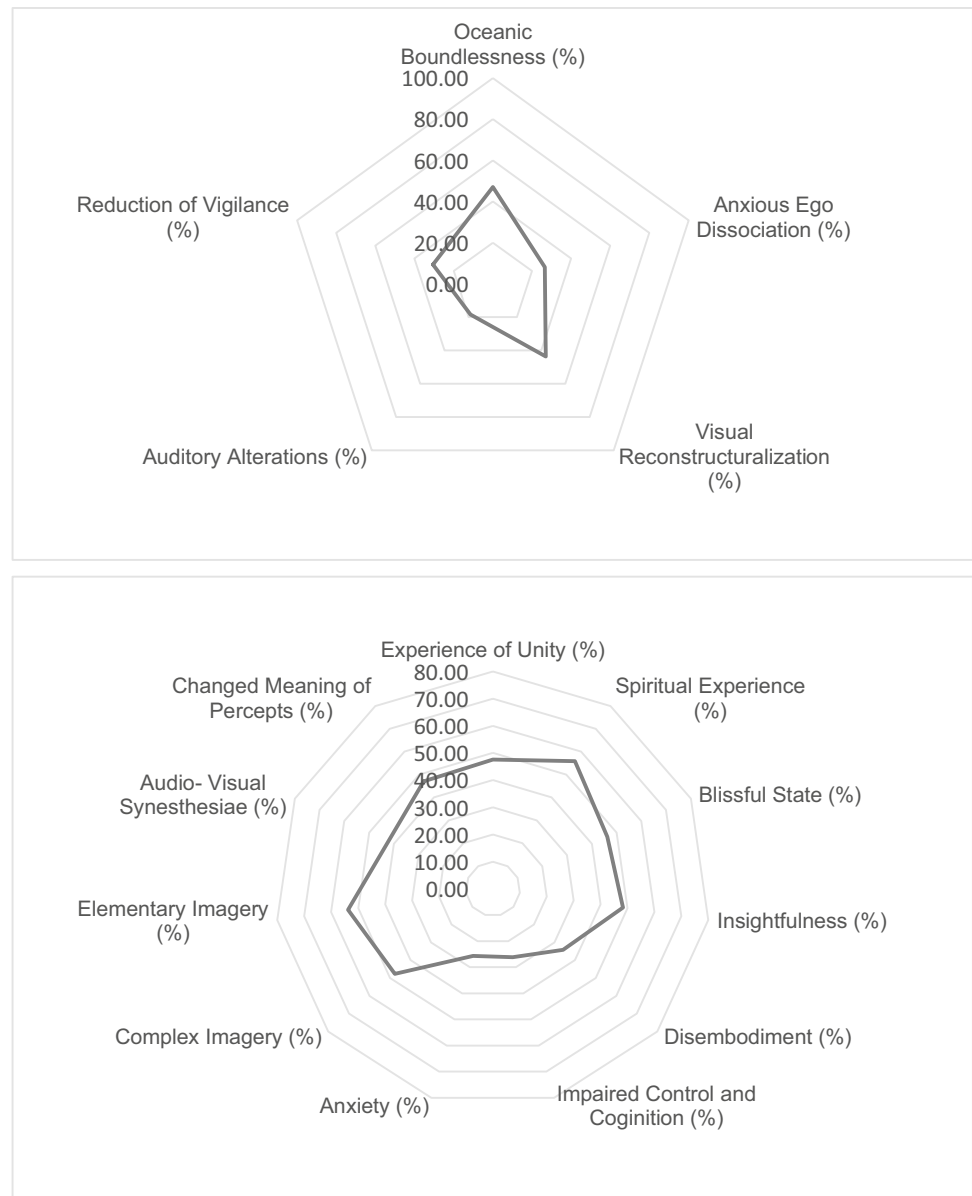 Oceanic
Boundlessness (%)
100.00
80.00
60.00
40.00
20.00
0.00
Reduction of Vigilance
(%)
Anxious Ego
Dissociation (%)
Auditory Alterations (%)
Visual
Reconstructuralization
(%)
Experience of Unity (%)
80.00
70.00
60.00
50.00
40.00
30.00
20.00
10.00
0.00
Changed Meaning of
Percepts (%)
Spiritual Experience
(%)
Audio- Visual
Synesthesiae (%)
Blissful State (%)
Elementary Imagery
(%)
Insightfulness (%)
Complex Imagery (%)
Disembodiment (%)
Anxiety (%)
Impaired Control and
Coginition (%)